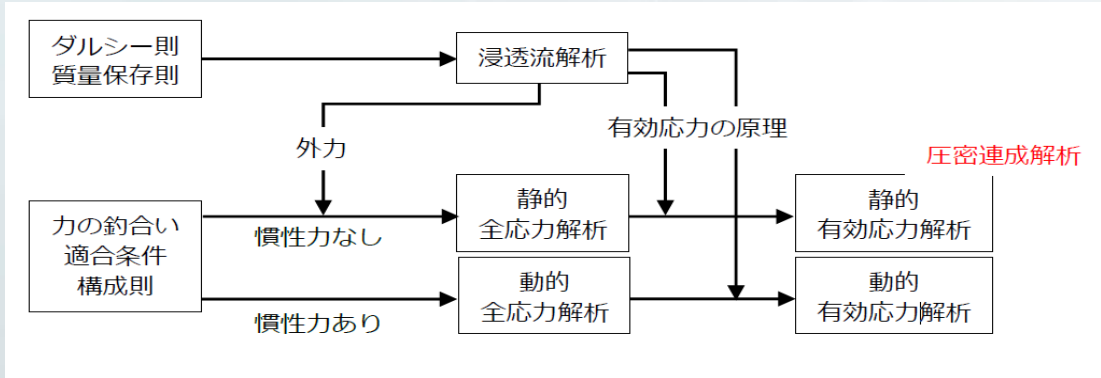 ダルシー則
質量保存則
浸透流解析
外力
有効応力の原理
圧密連成解析
力の釣合い
適合条件
構成則
慣性力なし
静的
全応力解析
静的
有効応力解析
慣性力あり
動的
全応力解析
動的
有効応力解析